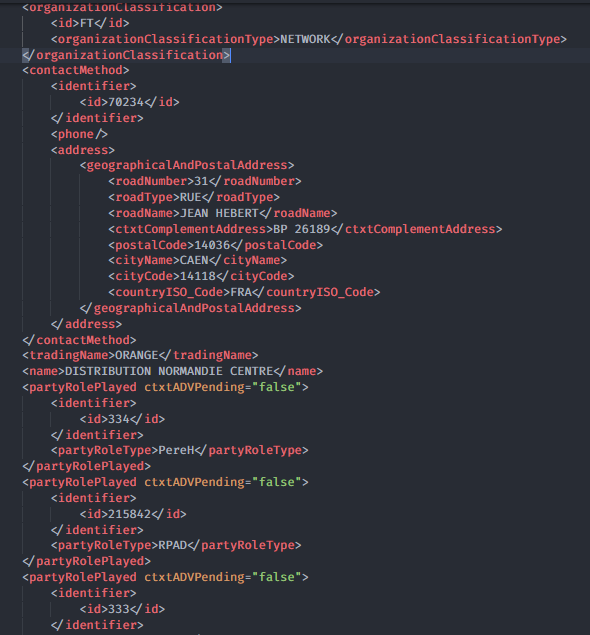 <organizationClassification>
<id>FT</id>
<organizationClassificationType>NETWORK</organizationClassificationType>
</organizationClassification>
<contactMethod>
<identifier>
<id>70234</id>
</identifier>
<phone/>
<address>
<geographicalAndPostalAddress>
<roadNumber>31</roadNumber>
<roadType>RUE</roadType>
<roadName>JEAN HEBERT</roadName>
<ctxtComplementAddress>BP 26189</ctxtComplementAddress>
<postalCode>14036</postalCode>
<cityName>CAEN</cityName>
<cityCode>14118</cityCode>
<countryISO_Code>FRA</countryISO_Code>
</geographicalAndPostalAddress>
</address>
</contactMethod>
<tradingName>ORANGE</tradingName>
<name>DISTRIBUTION NORMANDIE CENTRE</name>
<partyRolePlayed ctxtADVPending="false">
<identifier>
<id>334</id>
</identifier>
<partyRoleType>PereH</partyRoleType>
</partyRolePlayed>
<partyRolePlayed ctxtADVPending="false">
<identifier>
<id>215842</id>
</identifier>
<partyRoleType>RPAD</partyRoleType>
</partyRolePlayed>
<partyRolePlayed ctxtADVPending="false">
<identifier>
<id>333</id>
</identifier>